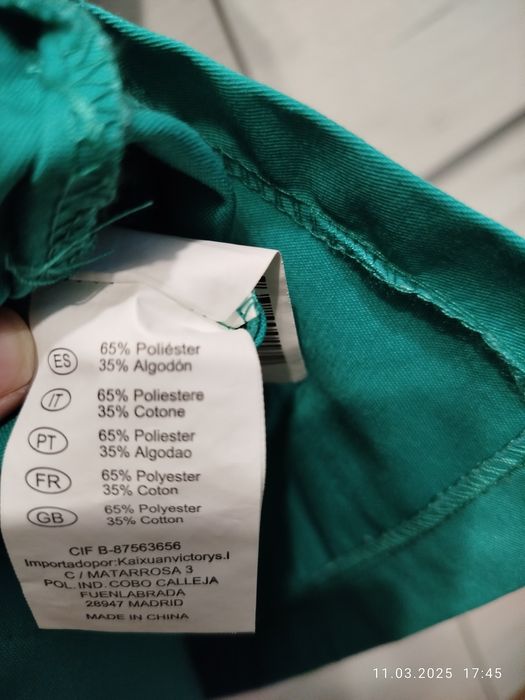 ES 65% Poliéster
35% Algodón
IT 65% Poliestere
35% Cotone
PT 65% Poliester
35% Algodao
FR 65% Polyester
35% Coton
GB 65% Polyester
35% Cotton
CIF B-87563656
Importadopor:Kaixuanvictorys.l
C / MATARROSA 3
POL.IND.COBO CALLEJA
FUENLABRADA
28947 MADRID
MADE IN CHINA
11.03.2025 17:45